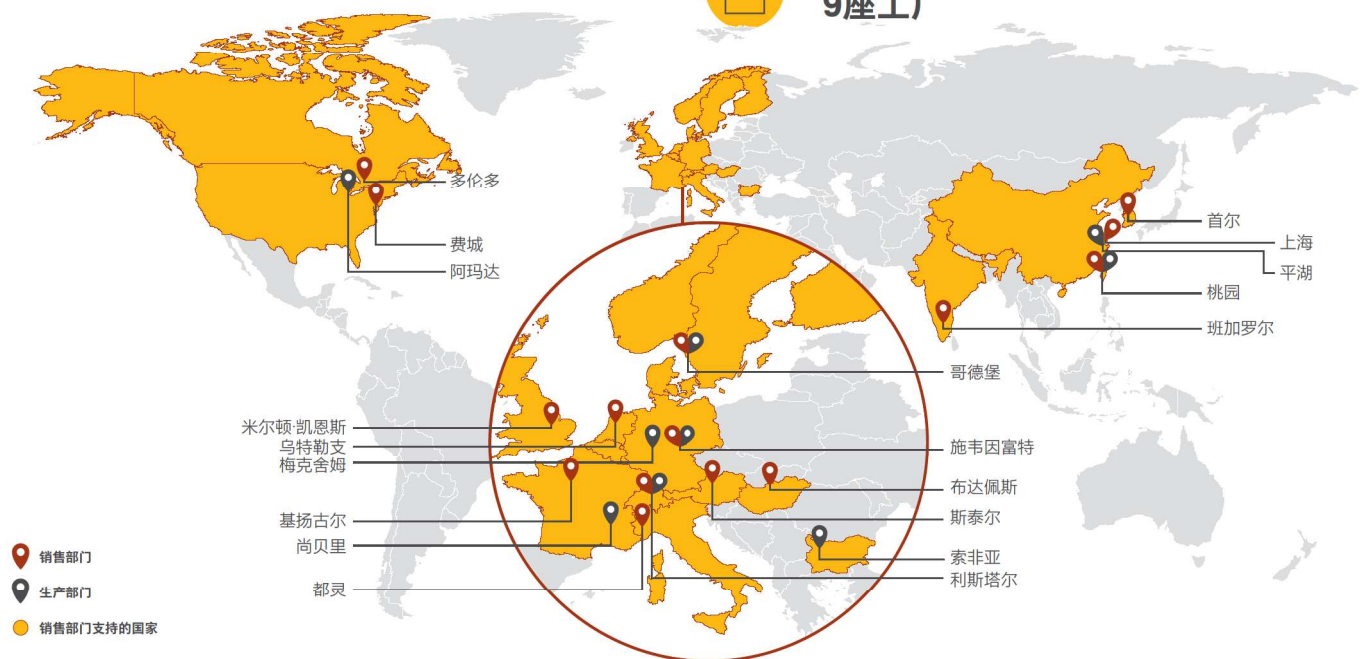 9座工厂
多伦多
费城
阿玛达
首尔
上海
平湖
桃园
班加罗尔
哥德堡
米尔顿·凯恩斯
乌特勒支
梅克舍姆
施韦因富特
布达佩斯
斯泰尔
基扬古尔
尚贝里
索非亚
利斯塔尔
都灵
销售部门
生产部门
销售部门支持的国家